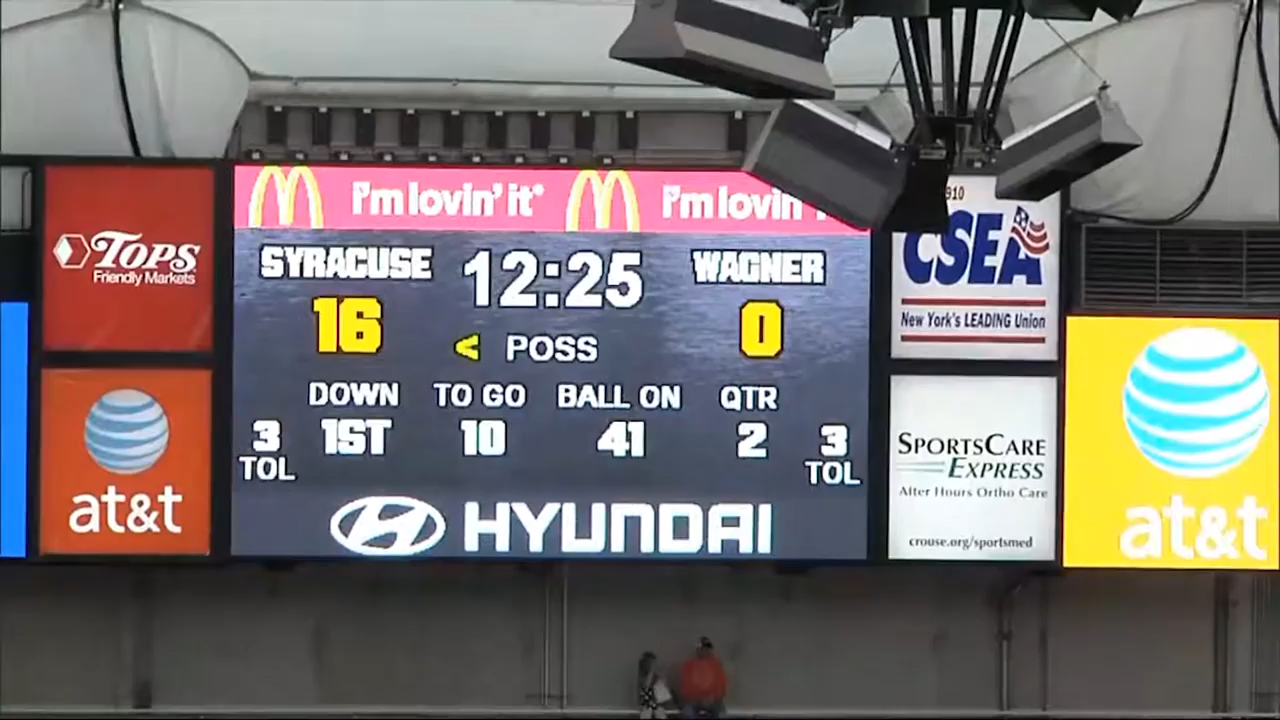 i'm lovin' it
i'm lovin'
TOPS
Friendly Markets
at&t
SYRACUSE 12:25 WAGNER
16 < POSS 0
DOWN TO GO BALL ON QTR
3 1ST 10 41 2 3
TOL TOL
HYUNDAI
910
CSEA
New York's LEADING Union
SPORTSCARE
EXPRESS
After Hours Ortho Care
crouse.org/sportsmed
at&t